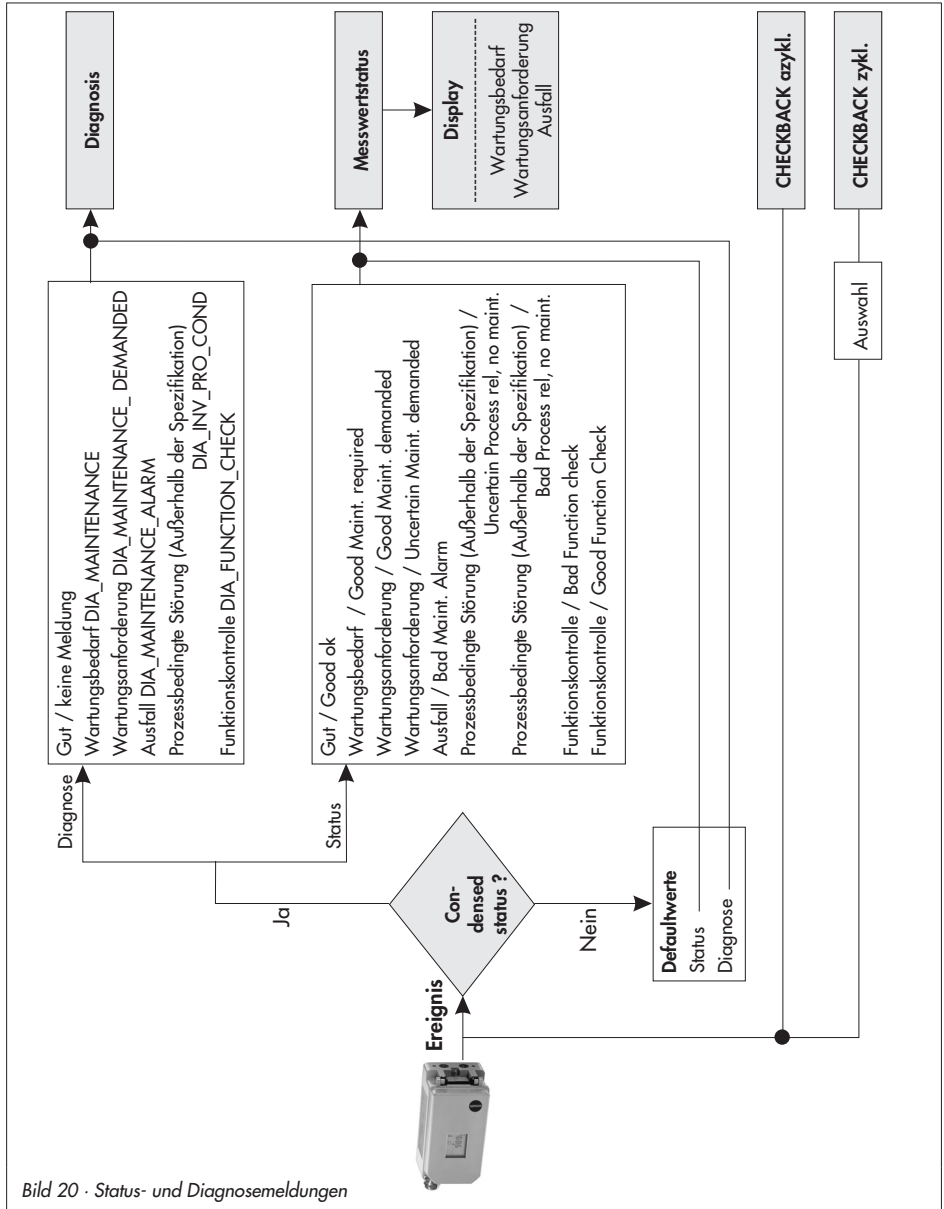 Ereignis
Con-
densed
status ?
Ja
Nein
Diagnose
Gut / keine Meldung
Wartungsbedarf DIA_MAINTENANCE
Wartungsanforderung DIA_MAINTENANCE_ DEMANDED
Ausfall DIA_MAINTENANCE_ALARM
Prozessbedingte Störung (Außerhalb der Spezifikation)
DIA_INV_PRO_COND
Funktionskontrolle DIA_FUNCTION_CHECK
Diagnosis
Status
Gut / Good ok
Wartungsbedarf / Good Maint. required
Wartungsanforderung / Good Maint. demanded
Wartungsanforderung / Uncertain Maint. demanded
Ausfall / Bad Maint. Alarm
Prozessbedingte Störung (Außerhalb der Spezifikation) /
Uncertain Process rel, no maint.
Prozessbedingte Störung (Außerhalb der Spezifikation) /
Bad Process rel, no maint.
Funktionskontrolle / Bad Function check
Funktionskontrolle / Good Function Check
Messwertstatus
Display
Wartungsbedarf
Wartungsanforderung
Ausfall
Defaultwerte
Status
Diagnose
CHECKBACK azykl.
Auswahl
CHECKBACK zykl.
Bild 20 · Status- und Diagnosemeldungen